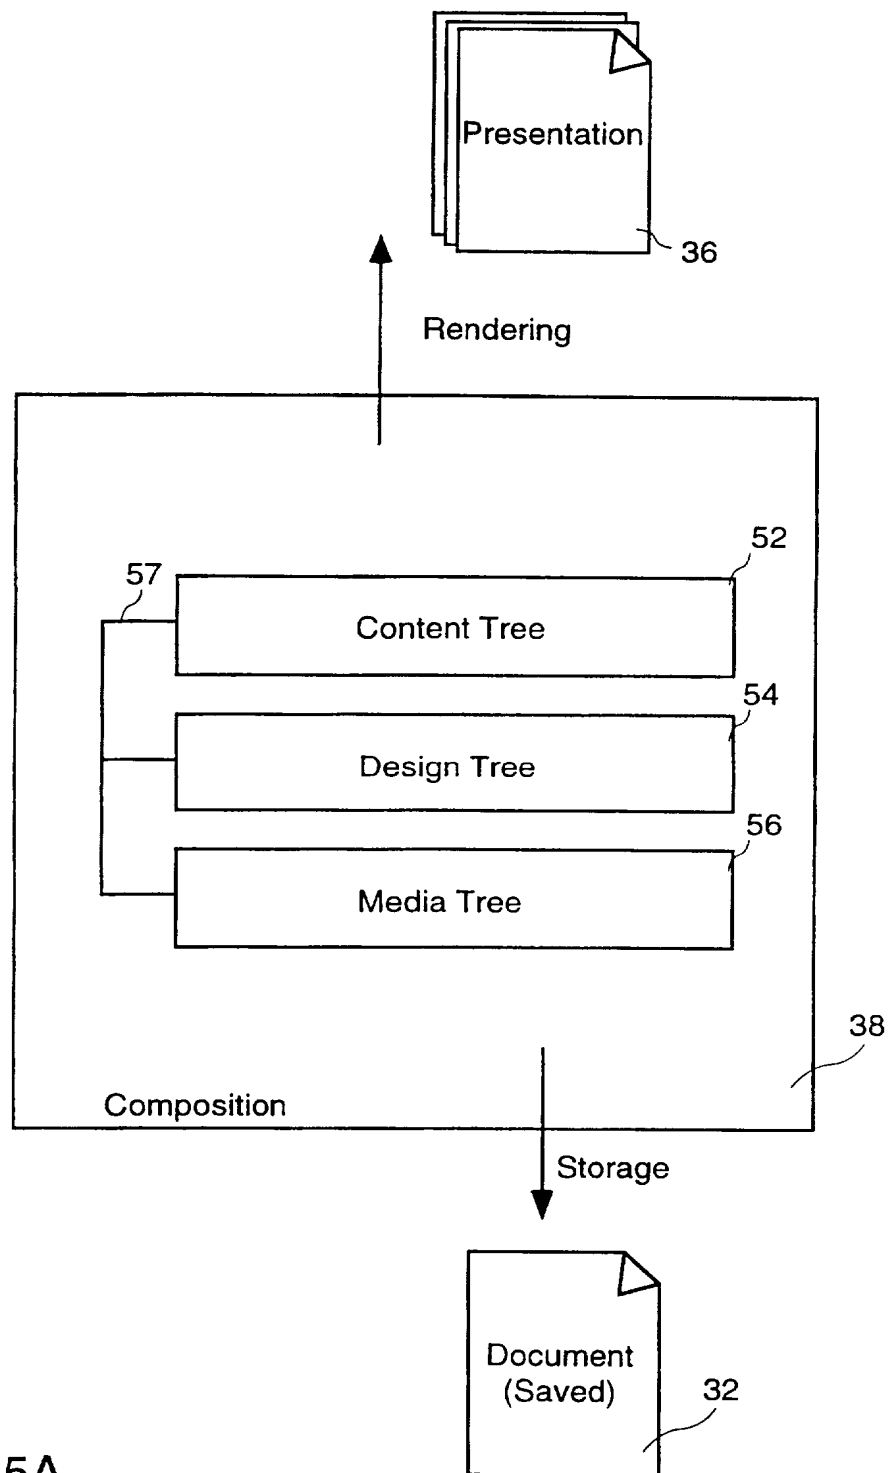 Presentation
36
Rendering
52
57
Content Tree
54
Design Tree
56
Media Tree
38
Composition
Storage
Document
(Saved)
32
5A